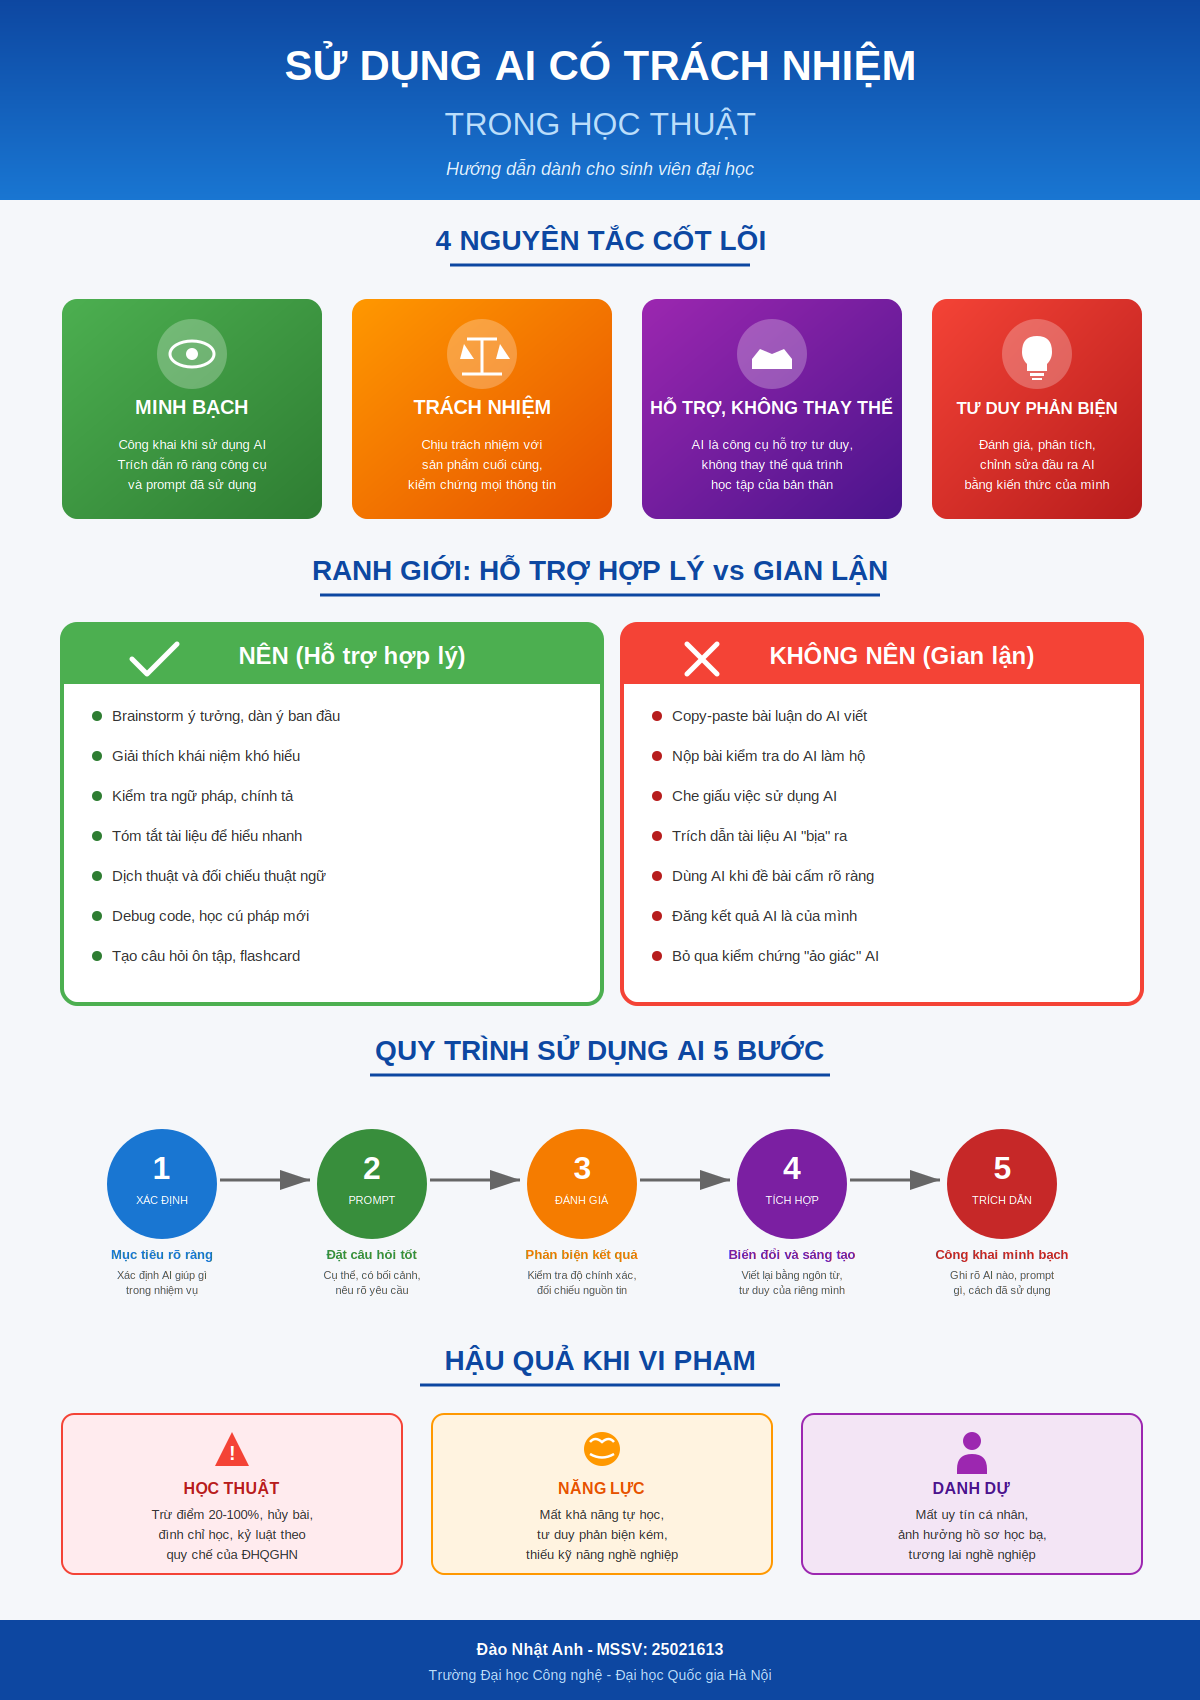 SỬ DỤNG AI CÓ TRÁCH NHIỆM
TRONG HỌC THUẬT
Hướng dẫn dành cho sinh viên đại học
4 NGUYÊN TẮC CỐT LÕI
MINH BẠCH
Công khai khi sử dụng AI
Trích dẫn rõ ràng công cụ
và prompt đã sử dụng
TRÁCH NHIỆM
Chịu trách nhiệm với
sản phẩm cuối cùng,
kiểm chứng mọi thông tin
HỖ TRỢ, KHÔNG THAY THẾ
AI là công cụ hỗ trợ tư duy,
không thay thế quá trình
học tập của bản thân
TƯ DUY PHẢN BIỆN
Đánh giá, phân tích,
chỉnh sửa đầu ra AI
bằng kiến thức của mình
RANH GIỚI: HỖ TRỢ HỢP LÝ vs GIAN LẬN
NÊN (Hỗ trợ hợp lý)
Brainstorm ý tưởng, dàn ý ban đầu
Giải thích khái niệm khó hiểu
Kiểm tra ngữ pháp, chính tả
Tóm tắt tài liệu để hiểu nhanh
Dịch thuật và đối chiếu thuật ngữ
Debug code, học cú pháp mới
Tạo câu hỏi ôn tập, flashcard
KHÔNG NÊN (Gian lận)
Copy-paste bài luận do AI viết
Nộp bài kiểm tra do AI làm hộ
Che giấu việc sử dụng AI
Trích dẫn tài liệu AI "bịa" ra
Dùng AI khi đề bài cấm rõ ràng
Đăng kết quả AI là của mình
Bỏ qua kiểm chứng "ảo giác" AI
QUY TRÌNH SỬ DỤNG AI 5 BƯỚC
1
XÁC ĐỊNH
Mục tiêu rõ ràng
Xác định AI giúp gì
trong nhiệm vụ
2
PROMPT
Đặt câu hỏi tốt
Cụ thể, có bối cảnh,
nêu rõ yêu cầu
3
ĐÁNH GIÁ
Phản biện kết quả
Kiểm tra độ chính xác,
đối chiếu nguồn tin
4
TÍCH HỢP
Biến đổi và sáng tạo
Viết lại bằng ngôn từ,
tư duy của riêng mình
5
TRÍCH DẪN
Công khai minh bạch
Ghi rõ AI nào, prompt
gì, cách đã sử dụng
HẬU QUẢ KHI VI PHẠM
!
HỌC THUẬT
Trừ điểm 20-100%, hủy bài,
đình chỉ học, kỷ luật theo
quy chế của ĐHQGHN
NĂNG LỰC
Mất khả năng tự học,
tư duy phản biện kém,
thiếu kỹ năng nghề nghiệp
DANH DỰ
Mất uy tín cá nhân,
ảnh hưởng hồ sơ học bạ,
tương lai nghề nghiệp
Đào Nhật Anh - MSSV: 25021613
Trường Đại học Công nghệ - Đại học Quốc gia Hà Nội